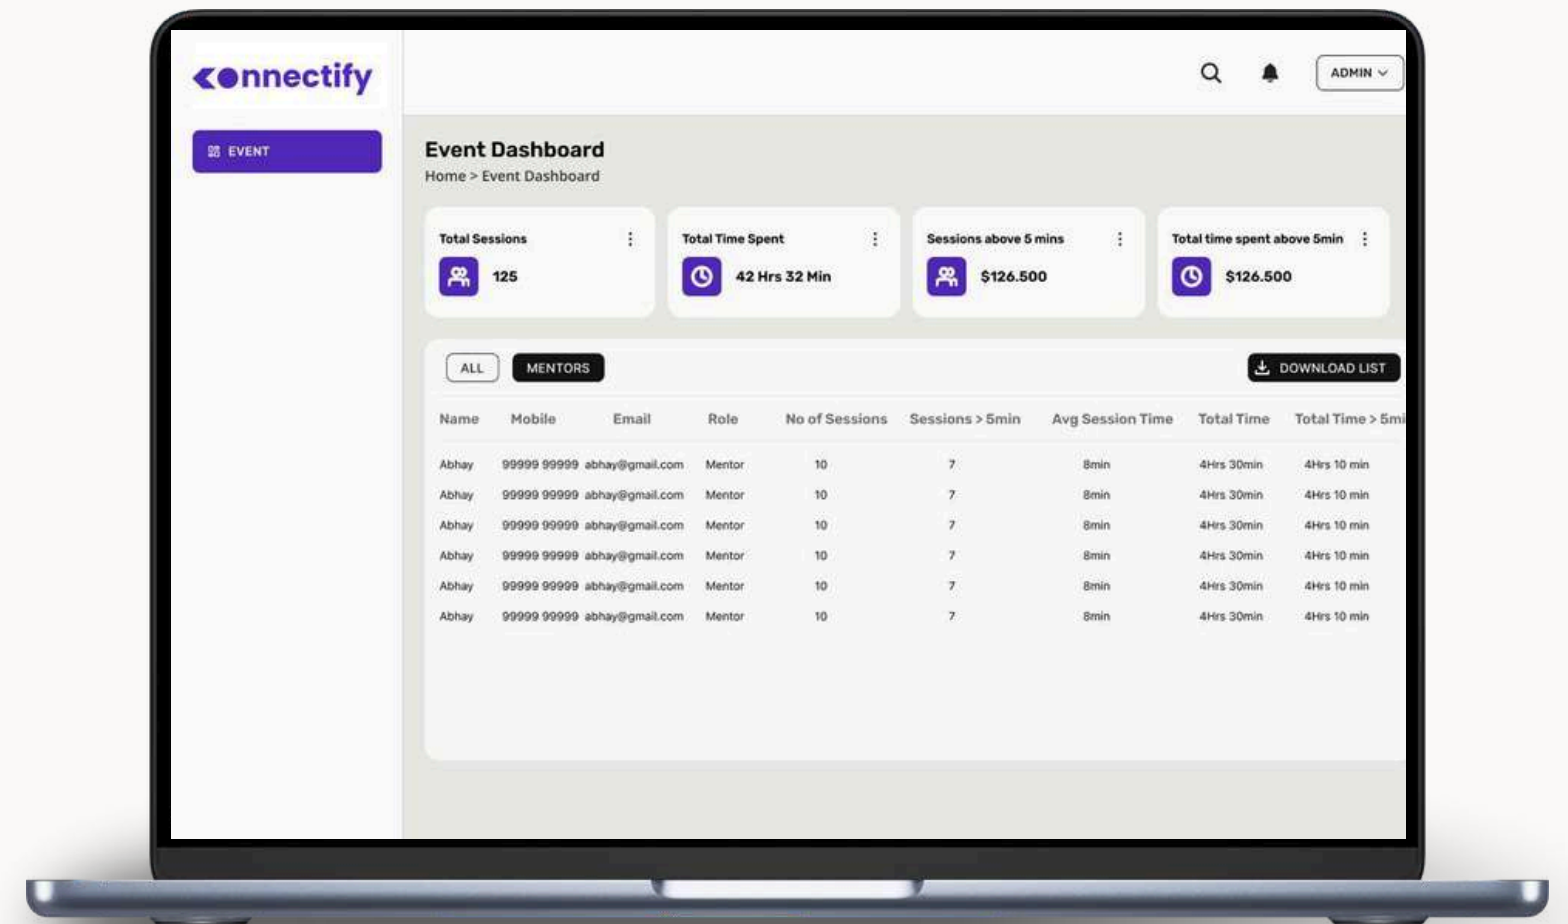 connectify
ADMIN
EVENT
Event Dashboard
Home > Event Dashboard
Total Sessions
125
Total Time Spent
42 Hrs 32 Min
Sessions above 5 mins
$126.500
Total time spent above 5min
$126.500
ALL MENTORS DOWNLOAD LIST
Name Mobile Email Role No of Sessions Sessions > 5min Avg Session Time Total Time Total Time > 5mi
Abhay 99999 99999 abhay@gmail.com Mentor 10 7 8min 4Hrs 30min 4Hrs 10 min
Abhay 99999 99999 abhay@gmail.com Mentor 10 7 8min 4Hrs 30min 4Hrs 10 min
Abhay 99999 99999 abhay@gmail.com Mentor 10 7 8min 4Hrs 30min 4Hrs 10 min
Abhay 99999 99999 abhay@gmail.com Mentor 10 7 8min 4Hrs 30min 4Hrs 10 min
Abhay 99999 99999 abhay@gmail.com Mentor 10 7 8min 4Hrs 30min 4Hrs 10 min
Abhay 99999 99999 abhay@gmail.com Mentor 10 7 8min 4Hrs 30min 4Hrs 10 min